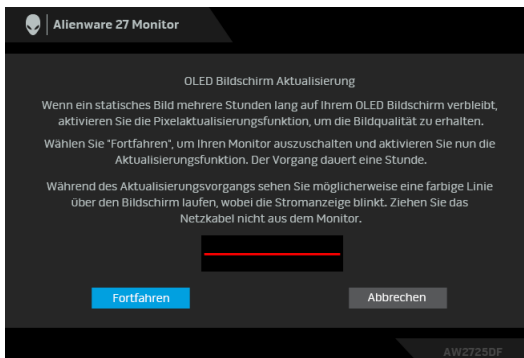 Alienware 27 Monitor
OLED Bildschirm Aktualisierung
Wenn ein statisches Bild mehrere Stunden lang auf Ihrem OLED Bildschirm verbleibt,
aktivieren Sie die Pixelaktualisierungsfunktion, um die Bildqualität zu erhalten.
Wählen Sie "Fortfahren", um Ihren Monitor auszuschalten und aktivieren Sie nun die
Aktualisierungsfunktion. Der Vorgang dauert eine Stunde.
Während des Aktualisierungsvorgangs sehen Sie möglicherweise eine farbige Linie
über den Bildschirm laufen, wobei die Stromanzeige blinkt. Ziehen Sie das
Netzkabel nicht aus dem Monitor.
Fortfahren
Abbrechen
AW2725DF